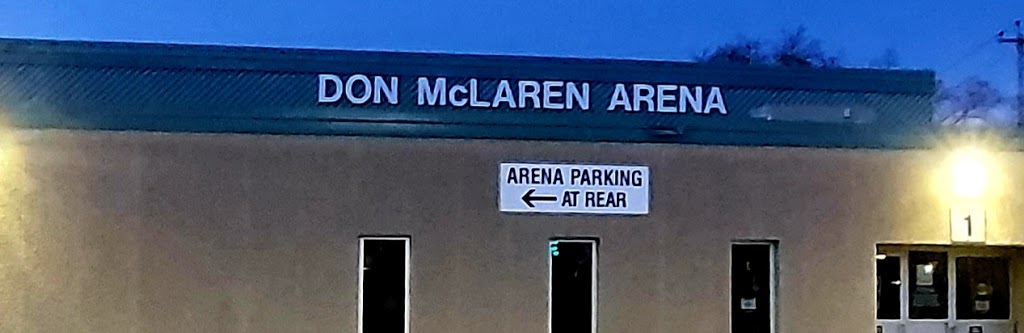 DON McLAREN ARENA
ARENA PARKING
← AT REAR
1